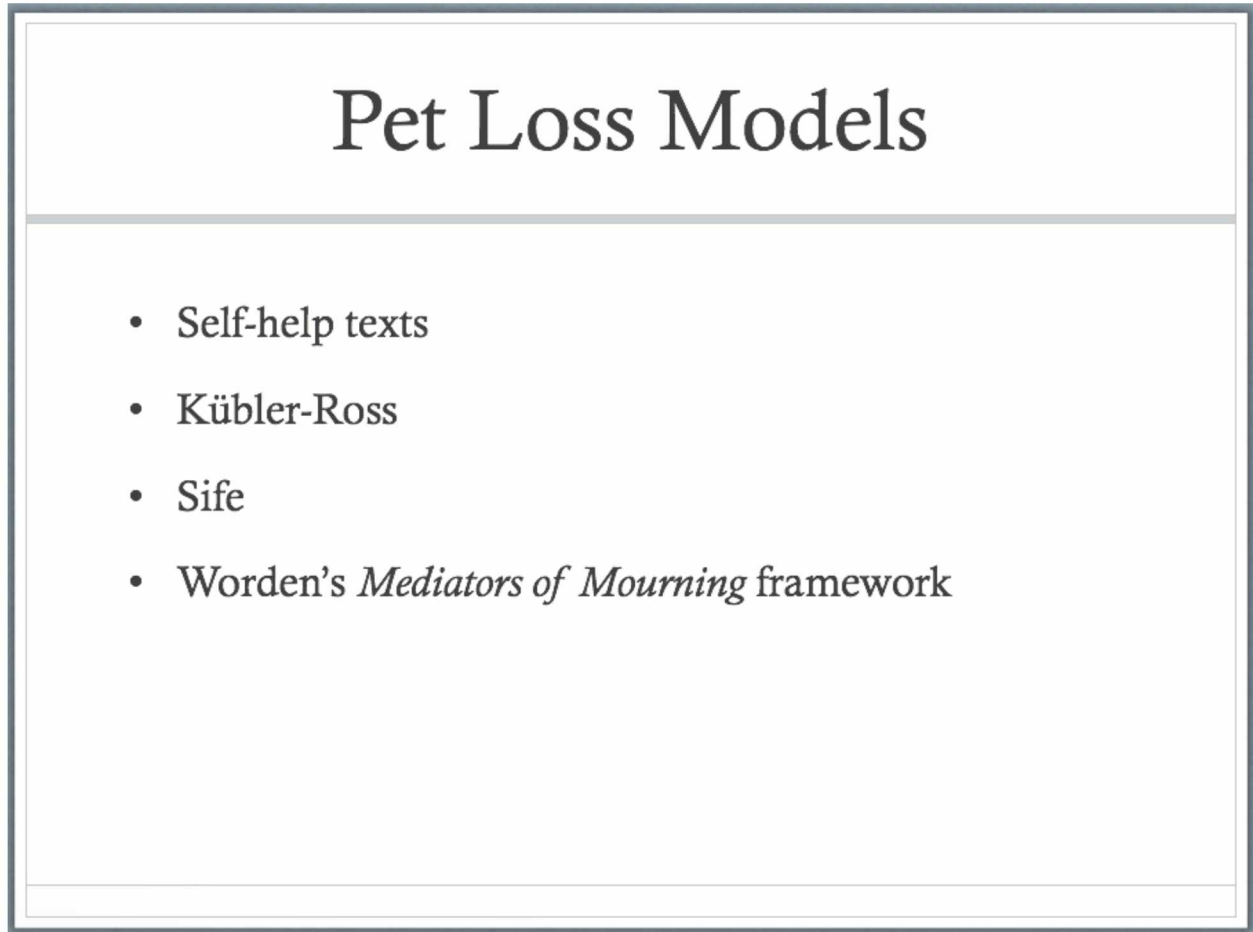 Pet Loss Models
• Self-help texts
• Kübler-Ross
• Sife
• Worden’s Mediators of Mourning framework